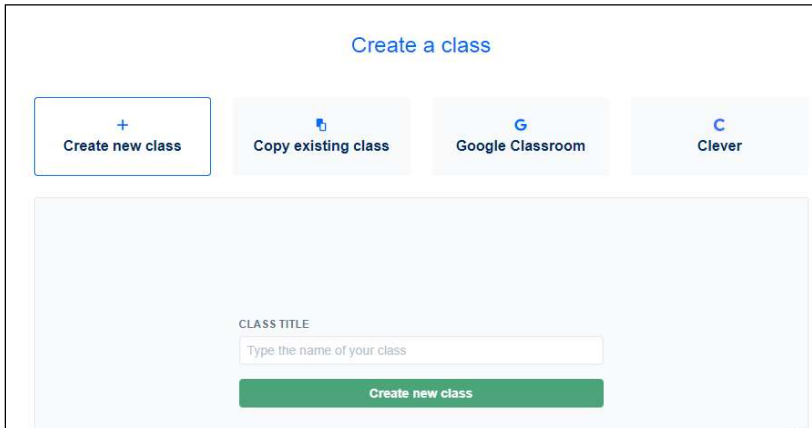 Create a class
+
Create new class
Copy existing class
G
Google Classroom
C
Clever
CLASS TITLE
Type the name of your class
Create new class